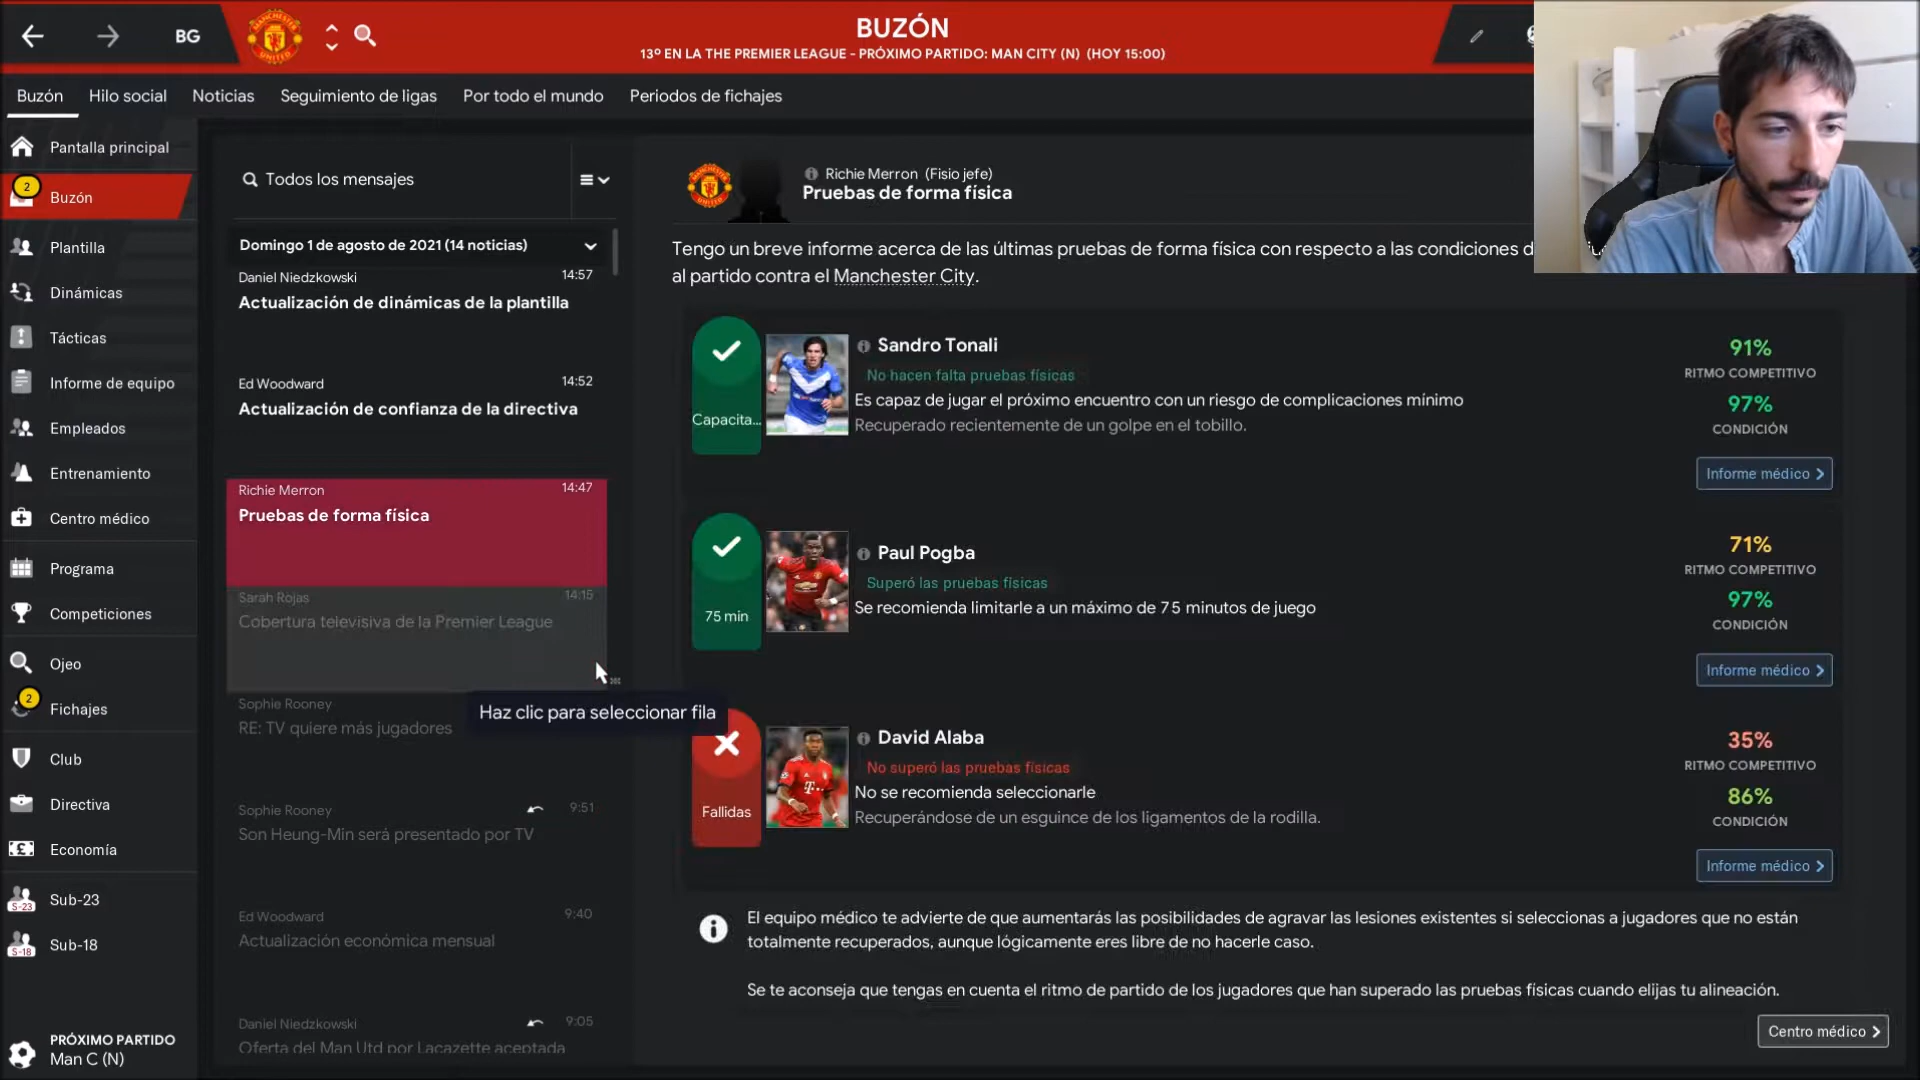 BG
BUZÓN
13º EN LA THE PREMIER LEAGUE - PRÓXIMO PARTIDO: MAN CITY (N) (HOY 15:00)
Buzón
Hilo social
Noticias
Seguimiento de ligas
Por todo el mundo
Periodos de fichajes
Pantalla principal
2
Buzón
Plantilla
Dinámicas
Tácticas
Informe de equipo
Empleados
Entrenamiento
Centro médico
Programa
Competiciones
Ojeo
2
Fichajes
Club
Directiva
Economía
S-23
Sub-23
S-18
Sub-18
PRÓXIMO PARTIDO
Man C (N)
Todos los mensajes
Domingo 1 de agosto de 2021 (14 noticias)
Daniel Niedzkowski 14:57
Actualización de dinámicas de la plantilla
Ed Woodward 14:52
Actualización de confianza de la directiva
Richie Merron 14:47
Pruebas de forma física
Sarah Rojas 14:15
Cobertura televisiva de la Premier League
Sophie Rooney
RE: TV quiere más jugadores
Haz clic para seleccionar fila
Sophie Rooney 9:51
Son Heung-Min será presentado por TV
Ed Woodward 9:40
Actualización económica mensual
Daniel Niedzkowski 9:05
Oferta del Man Utd por Lacazette aceptada
Richie Merron (Fisio jefe)
Pruebas de forma física
Tengo un breve informe acerca de las últimas pruebas de forma física con respecto a las condiciones
al partido contra el Manchester City.
Sandro Tonali
No hacen falta pruebas físicas
Es capaz de jugar el próximo encuentro con un riesgo de complicaciones mínimo
Recuperado recientemente de un golpe en el tobillo.
Capacita...
91%
RITMO COMPETITIVO
97%
CONDICIÓN
Informe médico
Paul Pogba
Superó las pruebas físicas
Se recomienda limitarle a un máximo de 75 minutos de juego
75 min
71%
RITMO COMPETITIVO
97%
CONDICIÓN
Informe médico
David Alaba
No superó las pruebas físicas
No se recomienda seleccionarle
Recuperándose de un esguince de los ligamentos de la rodilla.
Fallidas
35%
RITMO COMPETITIVO
86%
CONDICIÓN
Informe médico
El equipo médico te advierte de que aumentarás las posibilidades de agravar las lesiones existentes si seleccionas a jugadores que no están
totalmente recuperados, aunque lógicamente eres libre de no hacerle caso.
Se te aconseja que tengas en cuenta el ritmo de partido de los jugadores que han superado las pruebas físicas cuando elijas tu alineación.
Centro médico